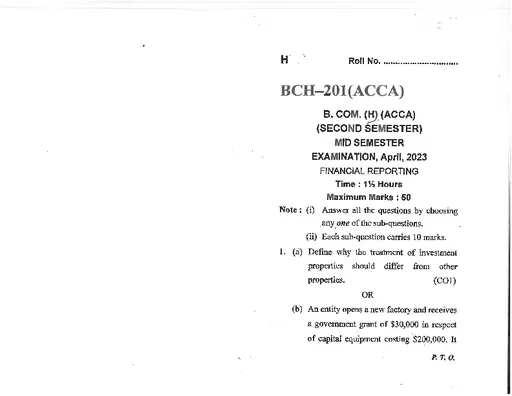 H Roll No. ..............................
BCH–201(ACCA)
B. COM. (H) (ACCA)
(SECOND SEMESTER)
MID SEMESTER
EXAMINATION, April, 2023
FINANCIAL REPORTING
Time : 1½ Hours
Maximum Marks : 50
Note : (i) Answer all the questions by choosing
any one of the sub-questions.
(ii) Each sub-question carries 10 marks.
1. (a) Define why the treatment of investment
properties should differ from other
properties. (CO1)
OR
(b) An entity opens a new factory and receives
a government grant of $30,000 in respect
of capital equipment costing $200,000. It
P. T. O.